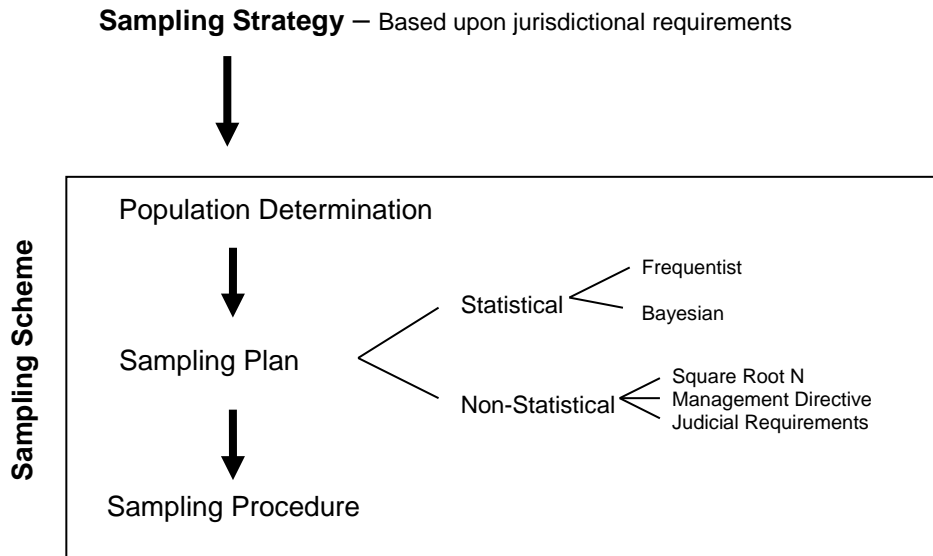 Sampling Strategy – Based upon jurisdictional requirements
Sampling Scheme
Population Determination
Sampling Plan
Statistical
Frequentist
Bayesian
Non-Statistical
Square Root N
Management Directive
Judicial Requirements
Sampling Procedure